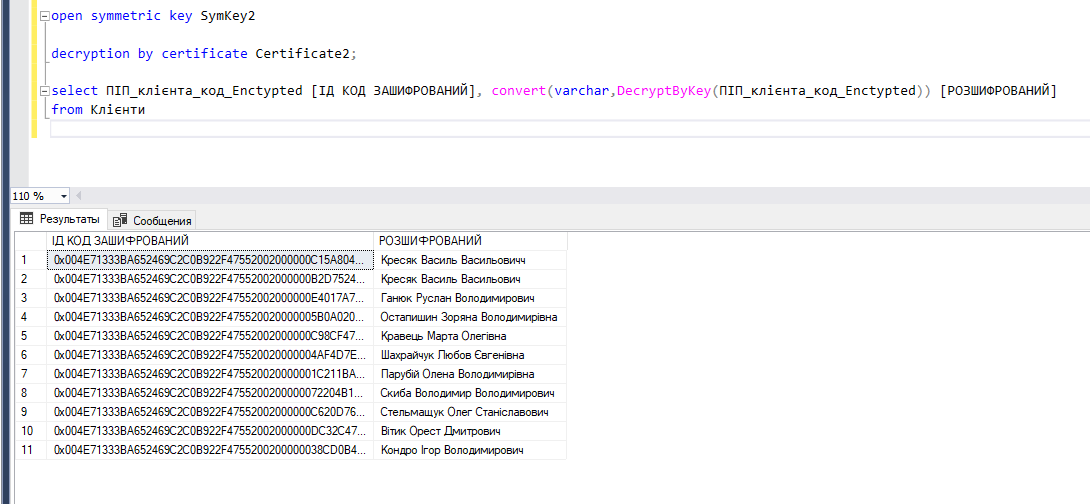 open symmetric key SymKey2
decryption by certificate Certificate2;
select ПІП_клієнта_код_Enctypted [ІД КОД ЗАШИФРОВАНИЙ], convert(varchar,DecryptByKey(ПІП_клієнта_код_Enctypted)) [РОЗШИФРОВАНИЙ]
from Клієнти
110 %
Результаты Сообщения
ІД КОД ЗАШИФРОВАНИЙ РОЗШИФРОВАНИЙ
1 0x004E71333BA652469C2C0B922F47552002000000C15A804... Кресяк Василь Васильовичч
2 0x004E71333BA652469C2C0B922F47552002000000B2D7524... Кресяк Василь Васильович
3 0x004E71333BA652469C2C0B922F47552002000000E4017A7... Ганюк Руслан Володимирович
4 0x004E71333BA652469C2C0B922F475520020000005B0A020... Остапишин Зоряна Володимирівна
5 0x004E71333BA652469C2C0B922F47552002000000C98CF47... Кравець Марта Олегівна
6 0x004E71333BA652469C2C0B922F475520020000004AF4D7E... Шахрайчук Любов Євгенівна
7 0x004E71333BA652469C2C0B922F475520020000001C211BA... Парубій Олена Володимирівна
8 0x004E71333BA652469C2C0B922F4755200200000072204B1... Скиба Володимир Володимирович
9 0x004E71333BA652469C2C0B922F47552002000000C620D76... Стельмащук Олег Станіславович
10 0x004E71333BA652469C2C0B922F47552002000000DC32C47... Вітик Орест Дмитрович
11 0x004E71333BA652469C2C0B922F4755200200000038CD0B4... Кондро Ігор Володимирович